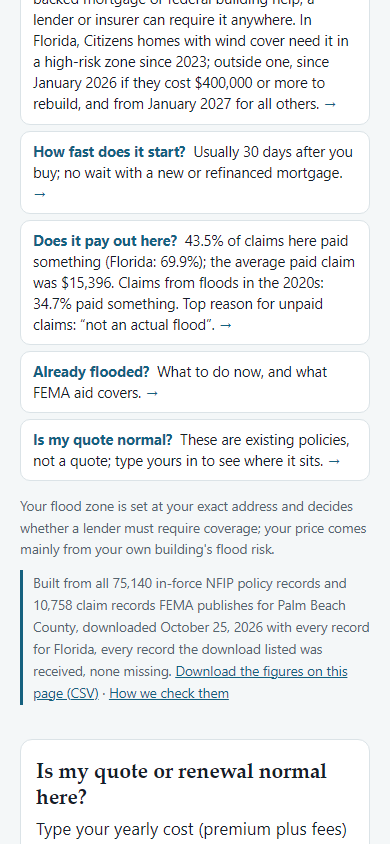 backed mortgage or federal building help; a
lender or insurer can require it anywhere. In
Florida, Citizens homes with wind cover need it in
a high-risk zone since 2023; outside one, since
January 2026 if they cost $400,000 or more to
rebuild, and from January 2027 for all others. →
How fast does it start? Usually 30 days after you
buy; no wait with a new or refinanced mortgage.
→
Does it pay out here? 43.5% of claims here paid
something (Florida: 69.9%); the average paid claim
was $15,396. Claims from floods in the 2020s:
34.7% paid something. Top reason for unpaid
claims: “not an actual flood”. →
Already flooded? What to do now, and what
FEMA aid covers. →
Is my quote normal? These are existing policies,
not a quote; type yours in to see where it sits. →
Your flood zone is set at your exact address and decides
whether a lender must require coverage; your price comes
mainly from your own building's flood risk.
Built from all 75,140 in-force NFIP policy records and
10,758 claim records FEMA publishes for Palm Beach
County, downloaded October 25, 2026 with every record
for Florida, every record the download listed was
received, none missing. Download the figures on this
page (CSV) · How we check them
Is my quote or renewal normal
here?
Type your yearly cost (premium plus fees)